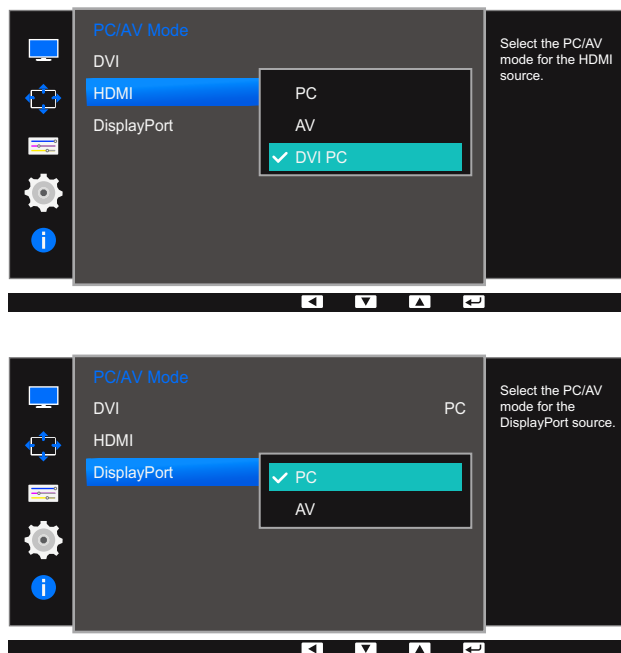 PC/AV Mode
DVI
HDMI
DisplayPort
PC
AV
DVI PC
Select the PC/AV
mode for the HDMI
source.
PC/AV Mode
DVI PC
HDMI
DisplayPort
PC
AV
Select the PC/AV
mode for the
DisplayPort source.